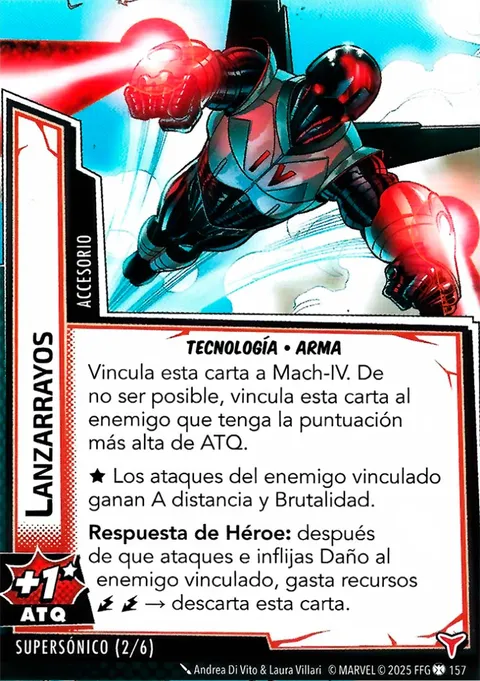 IV
ACCESORIO
LANZARRAYOS
TECNOLOGÍA • ARMA
Vincula esta carta a Mach-IV. De
no ser posible, vincula esta carta al
enemigo que tenga la puntuación
más alta de ATQ.
★ Los ataques del enemigo vinculado
ganan A distancia y Brutalidad.
Respuesta de Héroe: después
de que ataques e inflijas Daño al
enemigo vinculado, gasta recursos
→ descarta esta carta.
+1★
ATQ
SUPERSÓNICO (2/6)
Andrea Di Vito & Laura Villari © MARVEL © 2025 FFG 157